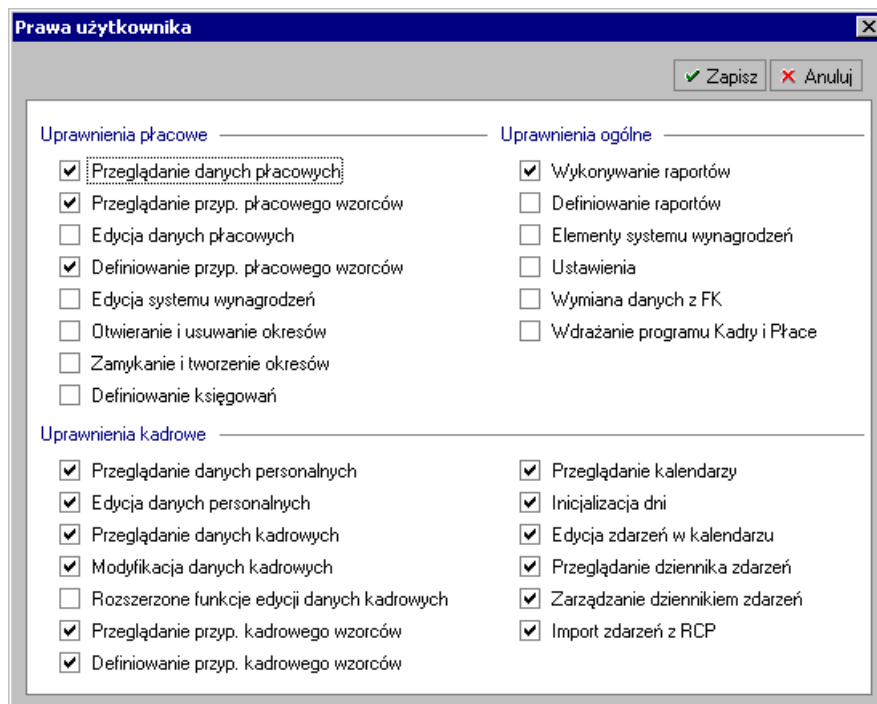 Prawa użytkownika
Zapisz Anuluj
Uprawnienia płacowe
Przeglądanie danych płacowych
Przeglądanie przyp. płacowego wzorców
Edycja danych płacowych
Definiowanie przyp. płacowego wzorców
Edycja systemu wynagrodzeń
Otwieranie i usuwanie okresów
Zamykanie i tworzenie okresów
Definiowanie księgowań
Uprawnienia ogólne
Wykonywanie raportów
Definiowanie raportów
Elementy systemu wynagrodzeń
Ustawienia
Wymiana danych z FK
Wdrażanie programu Kadry i Płace
Uprawnienia kadrowe
Przeglądanie danych personalnych
Edycja danych personalnych
Przeglądanie danych kadrowych
Modyfikacja danych kadrowych
Rozszerzone funkcje edycji danych kadrowych
Przeglądanie przyp. kadrowego wzorców
Definiowanie przyp. kadrowego wzorców
Przeglądanie kalendarzy
Inicjalizacja dni
Edycja zdarzeń w kalendarzu
Przeglądanie dziennika zdarzeń
Zarządzanie dziennikiem zdarzeń
Import zdarzeń z RCP